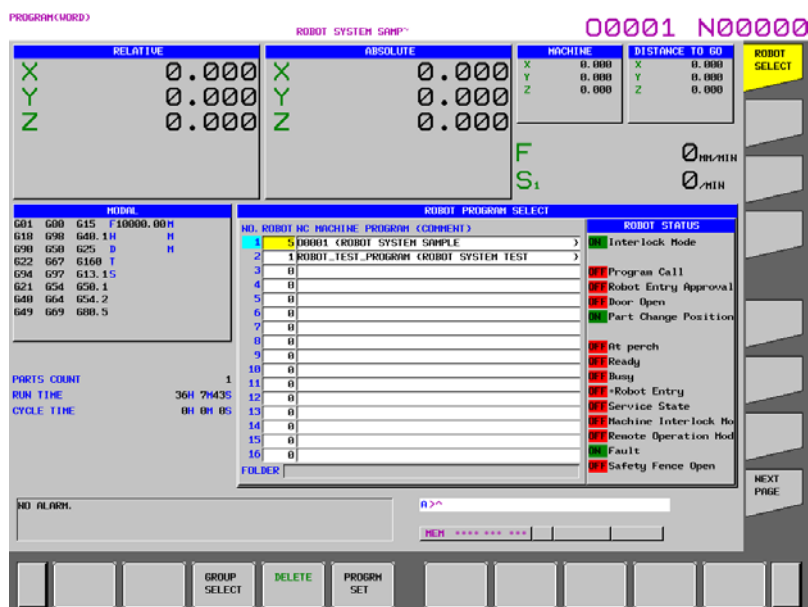 PROGRAM(WORD)
ROBOT SYSTEM SAMP~
O0001 N00000
RELATIVE
X 0.000
Y 0.000
Z 0.000
ABSOLUTE
X 0.000
Y 0.000
Z 0.000
MACHINE
X 0.000
Y 0.000
Z 0.000
DISTANCE TO GO
X 0.000
Y 0.000
Z 0.000
F 0 MM/MIN
S1 0 /MIN
ROBOT
SELECT
MODAL
G01 G00 G15 F10000.00 M
G18 G98 G40.1 H M
G90 G50 G25 D M
G22 G67 G160 T
G94 G97 G13.1 S
G21 G54 G50.1
G40 G64 G54.2
G49 G69 G80.5
PARTS COUNT 1
RUN TIME 36H 7M43S
CYCLE TIME 0H 0M 0S
ROBOT PROGRAM SELECT
NO. ROBOT NC MACHINE PROGRAM (COMMENT)
1 5 O0001 (ROBOT SYSTEM SAMPLE )
2 1 ROBOT_TEST_PROGRAM (ROBOT SYSTEM TEST )
3 0
4 0
5 0
6 0
7 0
8 0
9 0
10 0
11 0
12 0
13 0
14 0
15 0
16 0
FOLDER
ROBOT STATUS
ON Interlock Mode
OFF Program Call
OFF Robot Entry Approval
OFF Door Open
ON Part Change Position
OFF At perch
OFF Ready
OFF Busy
OFF *Robot Entry
OFF Service State
OFF Machine Interlock Mo
OFF Remote Operation Mod
ON Fault
OFF Safety Fence Open
NEXT
PAGE
NO ALARM.
A>^
MEM **** *** ***
GROUP
SELECT
DELETE
PROGRM
SET